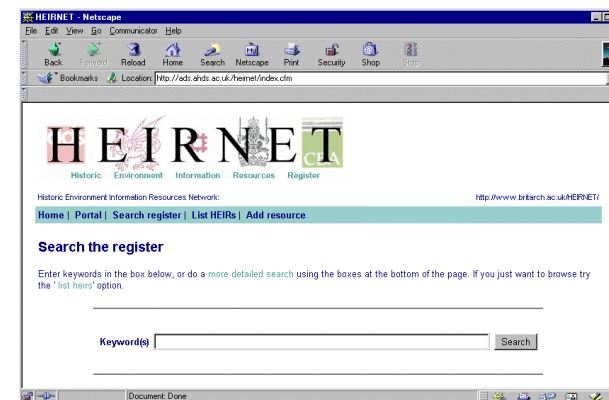 HEIRNET - Netscape
File Edit View Go Communicator Help
Back Forward Reload Home Search Netscape Print Security Shop Stop
Bookmarks Location: http://ads.ahds.ac.uk/heirnet/index.cfm
HEIRNET
CBA
Historic Environment Information Resources Register
Historic Environment Information Resources Network: http://www.britarch.ac.uk/HEIRNET/
Home | Portal | Search register | List HEIRs | Add resource
Search the register
Enter keywords in the box below, or do a more detailed search using the boxes at the bottom of the page. If you just want to browse try
the 'list heirs' option.
Keyword(s) Search
Document: Done